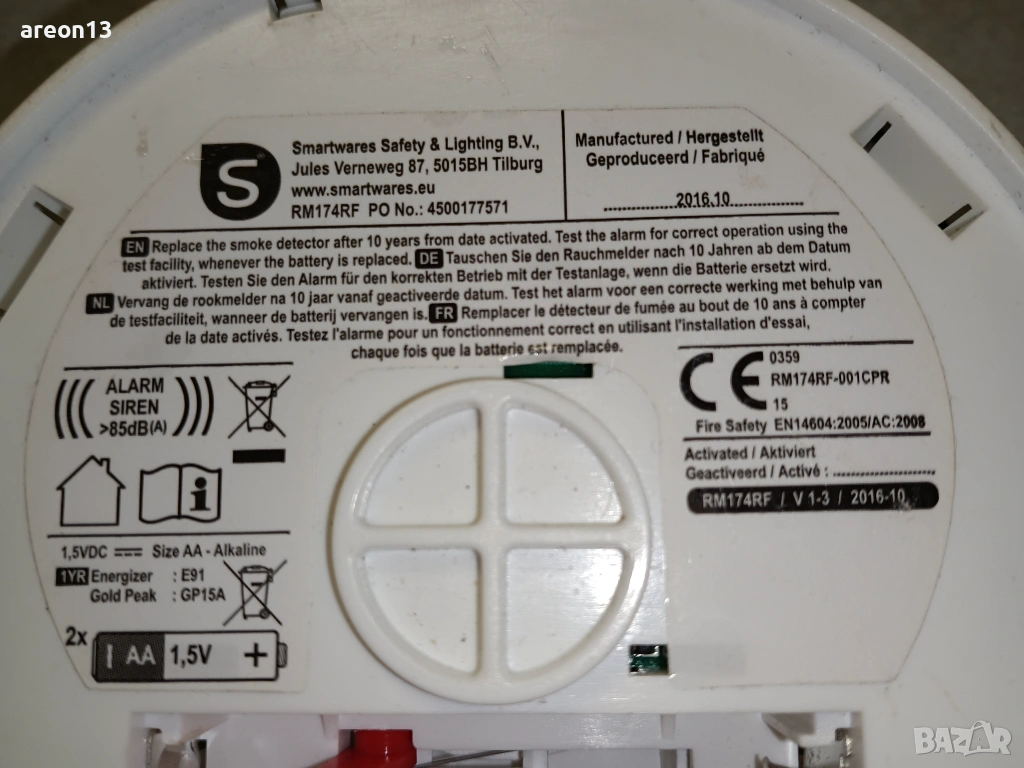 areon13
S
Smartwares Safety & Lighting B.V.,
Jules Verneweg 87, 5015BH Tilburg
www.smartwares.eu
RM174RF PO No.: 4500177571
Manufactured / Hergestellt
Geproduceerd / Fabriqué
2016.10
EN Replace the smoke detector after 10 years from date activated. Test the alarm for correct operation using the
test facility, whenever the battery is replaced. DE Tauschen Sie den Rauchmelder nach 10 Jahren ab dem Datum
aktiviert. Testen Sie den Alarm für den korrekten Betrieb mit der Testanlage, wenn die Batterie ersetzt wird.
NL Vervang de rookmelder na 10 jaar vanaf geactiveerde datum. Test het alarm voor een correcte werking met behulp van
de testfaciliteit, wanneer de batterij vervangen is. FR Remplacer le détecteur de fumée au bout de 10 ans à compter
de la date activés. Testez l'alarme pour un fonctionnement correct en utilisant l'installation d'essai,
chaque fois que la batterie est remplacée.
ALARM
SIREN
>85dB(A)
CE
0359
RM174RF-001CPR
15
Fire Safety EN14604:2005/AC:2008
Activated / Aktiviert
Geactiveerd / Activé : ........................
RM174RF / V 1-3 / 2016-10
i
1,5VDC Size AA - Alkaline
1YR Energizer : E91
Gold Peak : GP15A
2x
AA 1,5V +
BAZAR